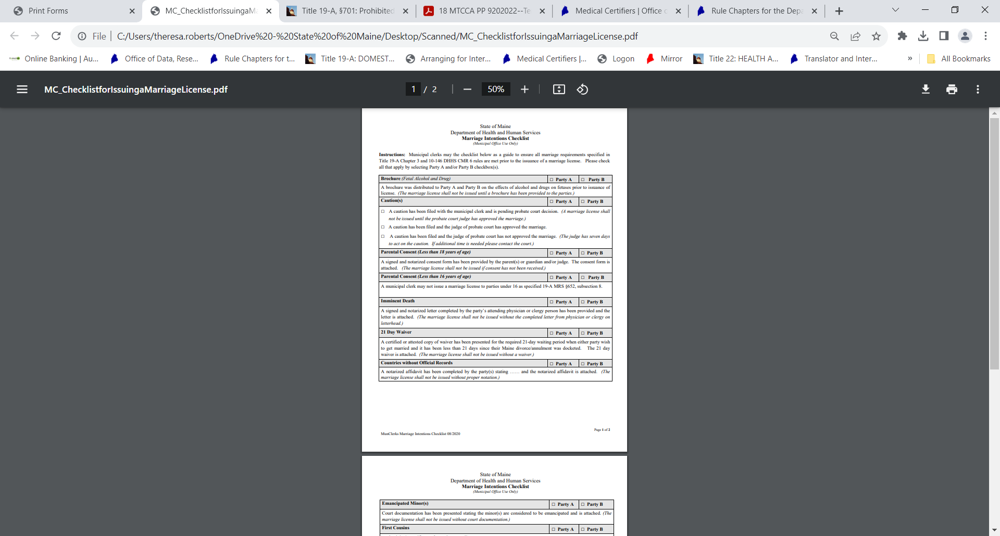 Print Forms
MC_ChecklistforIssuingaMa
Title 19-A, §701: Prohibited
18 MTCCA PP 9202022--Te
Medical Certifiers | Office o
Rule Chapters for the Depa
File
C:/Users/theresa.roberts/OneDrive%20-%20State%20of%20Maine/Desktop/Scanned/MC_ChecklistforIssuingaMarriageLicense.pdf
Online Banking | Au...
Office of Data, Rese...
Rule Chapters for t...
Title 19-A: DOMEST...
Arranging for Inter...
Medical Certifiers |...
Logon
Mirror
Title 22: HEALTH A...
Translator and Inter...
»
All Bookmarks
MC_ChecklistforIssuingaMarriageLicense.pdf
1 / 2
50%
State of Maine
Department of Health and Human Services
Marriage Intentions Checklist
(Municipal Office Use Only)
Instructions: Municipal clerks may the checklist below as a guide to ensure all marriage requirements specified in
Title 19-A Chapter 3 and 10-146 DHHS CMR 6 rules are met prior to the issuance of a marriage license. Please check
all that apply by selecting Party A and/or Party B checkbox(s).
Brochure (Fetal Alcohol and Drug) ☐ Party A ☐ Party B
A brochure was distributed to Party A and Party B on the effects of alcohol and drugs on fetuses prior to issuance of
license. (The marriage license shall not be issued until a brochure has been provided to the parties.)
Caution(s) ☐ Party A ☐ Party B
☐ A caution has been filed with the municipal clerk and is pending probate court decision. (A marriage license shall
not be issued until the probate court judge has approved the marriage.)
☐ A caution has been filed and the judge of probate court has approved the marriage.
☐ A caution has been filed and the judge of probate court has not approved the marriage. (The judge has seven days
to act on the caution. If additional time is needed please contact the court.)
Parental Consent (Less than 18 years of age) ☐ Party A ☐ Party B
A signed and notarized consent form has been provided by the parent(s) or guardian and/or judge. The consent form is
attached. (The marriage license shall not be issued if consent has not been received.)
Parental Consent (Less than 16 years of age) ☐ Party A ☐ Party B
A municipal clerk may not issue a marriage license to parties under 16 as specified 19-A MRS §652, subsection 8.
Imminent Death ☐ Party A ☐ Party B
A signed and notarized letter completed by the party's attending physician or clergy person has been provided and the
letter is attached. (The marriage license shall not be issued without the completed letter from physician or clergy on
letterhead.)
21 Day Waiver ☐ Party A ☐ Party B
A certified or attested copy of waiver has been presented for the required 21-day waiting period when either party wish
to get married and it has been less than 21 days since their Maine divorce/annulment was docketed. The 21 day
waiver is attached. (The marriage license shall not be issued without a waiver.)
Countries without Official Records ☐ Party A ☐ Party B
A notarized affidavit has been completed by the party(s) stating …… and the notarized affidavit is attached. (The
marriage license shall not be issued without proper notation.)
Page 1 of 2
MunClerks Marriage Intentions Checklist 08/2020
State of Maine
Department of Health and Human Services
Marriage Intentions Checklist
(Municipal Office Use Only)
Emancipated Minor(s) ☐ Party A ☐ Party B
Court documentation has been presented stating the minor(s) are considered to be emancipated and is attached. (The
marriage license shall not be issued without court documentation.)
First Cousins ☐ Party A ☐ Party B